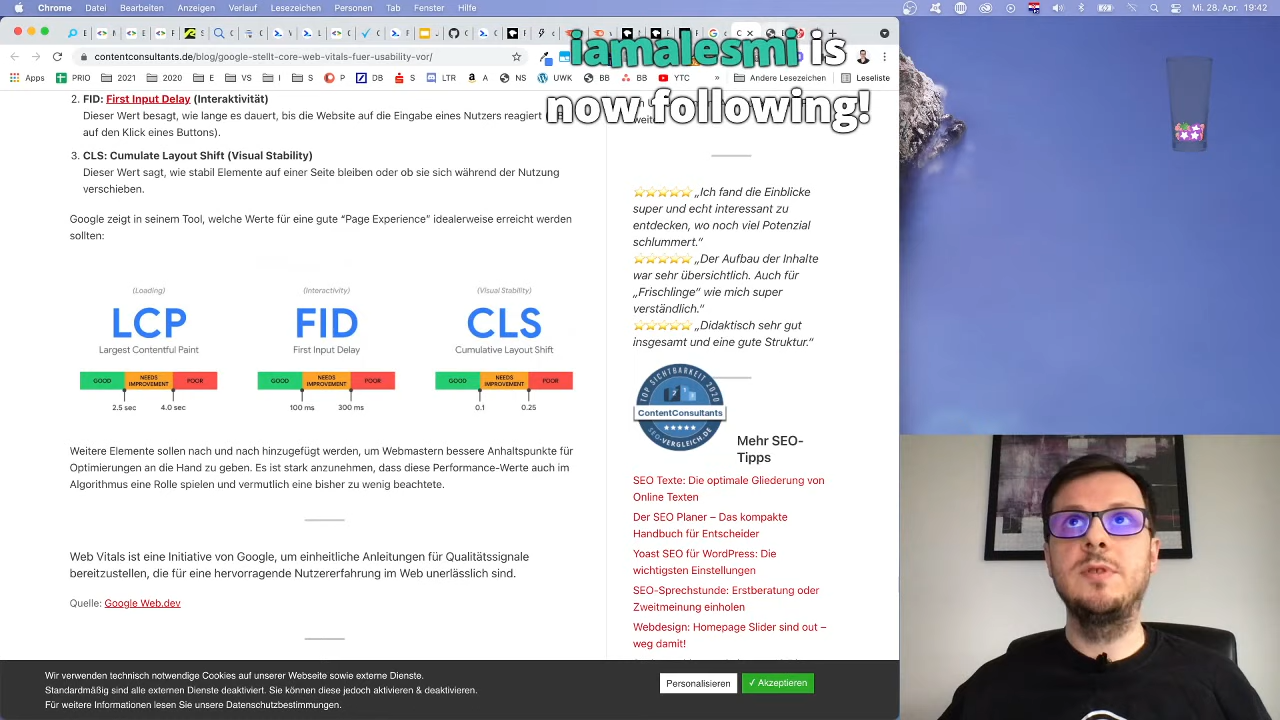 Chrome Ablage Bearbeiten Anzeigen Verlauf Lesezeichen Personen Tab Fenster Hilfe
Mi. 28. Apr. 19:04
contentconsultants.de/blog/google-stellt-core-web-vitals-fuer-usability-vor/
Apps PRIO 2021 2020 E VS I S P DB S LTR A NS UWK BB BB YTC » Andere Lesezeichen Leseliste
iamalesmi is
now following!
2. FID: First Input Delay (Interaktivität)
Dieser Wert besagt, wie lange es dauert, bis die Website auf die Eingabe eines Nutzers reagiert
auf den Klick eines Buttons).
3. CLS: Cumulate Layout Shift (Visual Stability)
Dieser Wert sagt, wie stabil Elemente auf einer Seite bleiben oder ob sie sich während der Nutzung
verschieben.
Google zeigt in seinem Tool, welche Werte für eine gute “Page Experience” idealerweise erreicht werden
sollten:
(Loading)
LCP
Largest Contentful Paint
GOOD NEEDS IMPROVEMENT POOR
2.5 sec 4.0 sec
(Interactivity)
FID
First Input Delay
GOOD NEEDS IMPROVEMENT POOR
100 ms 300 ms
(Visual Stability)
CLS
Cumulative Layout Shift
GOOD NEEDS IMPROVEMENT POOR
0.1 0.25
Weitere Elemente sollen nach und nach hinzugefügt werden, um Webmastern bessere Anhaltspunkte für
Optimierungen an die Hand zu geben. Es ist stark anzunehmen, dass diese Performance-Werte auch im
Algorithmus eine Rolle spielen und vermutlich eine bisher zu wenig beachtete.
Web Vitals ist eine Initiative von Google, um einheitliche Anleitungen für Qualitätssignale
bereitzustellen, die für eine hervorragende Nutzererfahrung im Web unerlässlich sind.
Quelle: Google Web.dev
⭐⭐⭐⭐⭐ „Ich fand die Einblicke
super und echt interessant zu
entdecken, wo noch viel Potenzial
schlummert.“
⭐⭐⭐⭐⭐ „Der Aufbau der Inhalte
war sehr übersichtlich. Auch für
„Frischlinge“ wie mich super
verständlich.”
⭐⭐⭐⭐⭐ „Didaktisch sehr gut
insgesamt und eine gute Struktur.“
TOP SICHTBARKEIT 2020
ContentConsultants
SEO-VERGLEICH.DE
Mehr SEO-
Tipps
SEO Texte: Die optimale Gliederung von
Online Texten
Der SEO Planer – Das kompakte
Handbuch für Entscheider
Yoast SEO für WordPress: Die
wichtigsten Einstellungen
SEO-Sprechstunde: Erstberatung oder
Zweitmeinung einholen
Webdesign: Homepage Slider sind out –
weg damit!
Wir verwenden technisch notwendige Cookies auf unserer Webseite sowie externe Dienste.
Standardmäßig sind alle externen Dienste deaktiviert. Sie können diese jedoch aktivieren & deaktivieren.
Für weitere Informationen lesen Sie unsere Datenschutzbestimmungen.
Personalisieren
✓ Akzeptieren